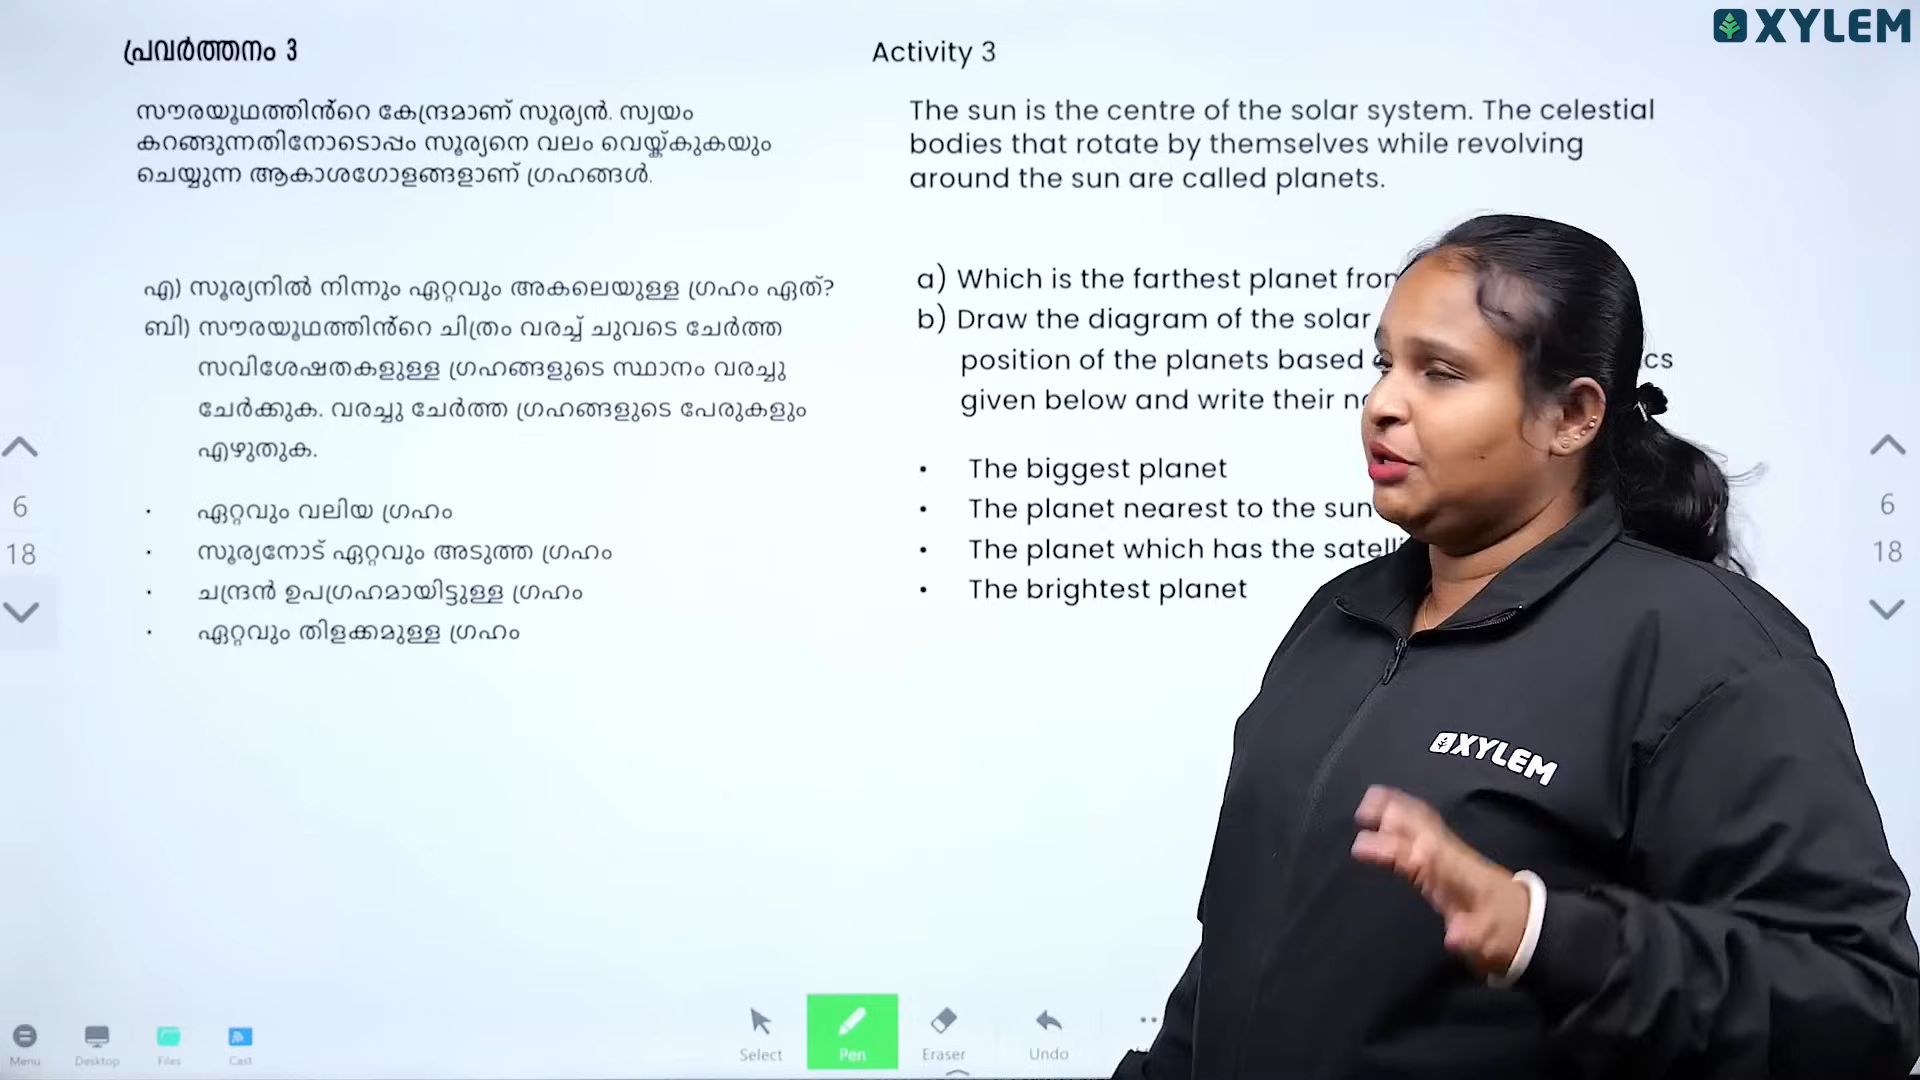 XYLEM
പ്രവർത്തനം 3
സൗരയൂഥത്തിൻറെ കേന്ദ്രമാണ് സൂര്യൻ. സ്വയം
കറങ്ങുന്നതിനോടൊപ്പം സൂര്യനെ വലം വെയ്ക്കുകയും
ചെയ്യുന്ന ആകാശഗോളങ്ങളാണ് ഗ്രഹങ്ങൾ.
എ) സൂര്യനിൽ നിന്നും ഏറ്റവും അകലെയുള്ള ഗ്രഹം ഏത്?
ബി) സൗരയൂഥത്തിൻറെ ചിത്രം വരച്ച് ചുവടെ ചേർത്ത
സവിശേഷതകളുള്ള ഗ്രഹങ്ങളുടെ സ്ഥാനം വരച്ചു
ചേർക്കുക. വരച്ചു ചേർത്ത ഗ്രഹങ്ങളുടെ പേരുകളും
എഴുതുക.
· ഏറ്റവും വലിയ ഗ്രഹം
· സൂര്യനോട് ഏറ്റവും അടുത്ത ഗ്രഹം
· ചന്ദ്രൻ ഉപഗ്രഹമായിട്ടുള്ള ഗ്രഹം
· ഏറ്റവും തിളക്കമുള്ള ഗ്രഹം
Activity 3
The sun is the centre of the solar system. The celestial
bodies that rotate by themselves while revolving
around the sun are called planets.
a) Which is the farthest planet
b) Draw the diagram of the solar
position of the planets based
given below and write their
• The biggest planet
• The planet nearest to the sun
• The planet which has the
• The brightest planet
6
18
6
18
XYLEM
Menu
Desktop
Files
Cast
Select
Pen
Eraser
Undo